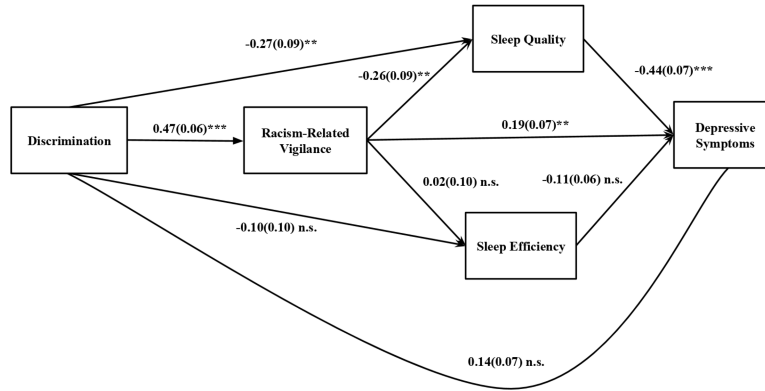 Sleep Quality
-0.27(0.09)**
-0.26(0.09)**
-0.44(0.07)***
Discrimination
0.47(0.06)***
Racism-Related
Vigilance
0.19(0.07)**
Depressive
Symptoms
0.02(0.10) n.s.
-0.11(0.06) n.s.
-0.10(0.10) n.s.
Sleep Efficiency
0.14(0.07) n.s.